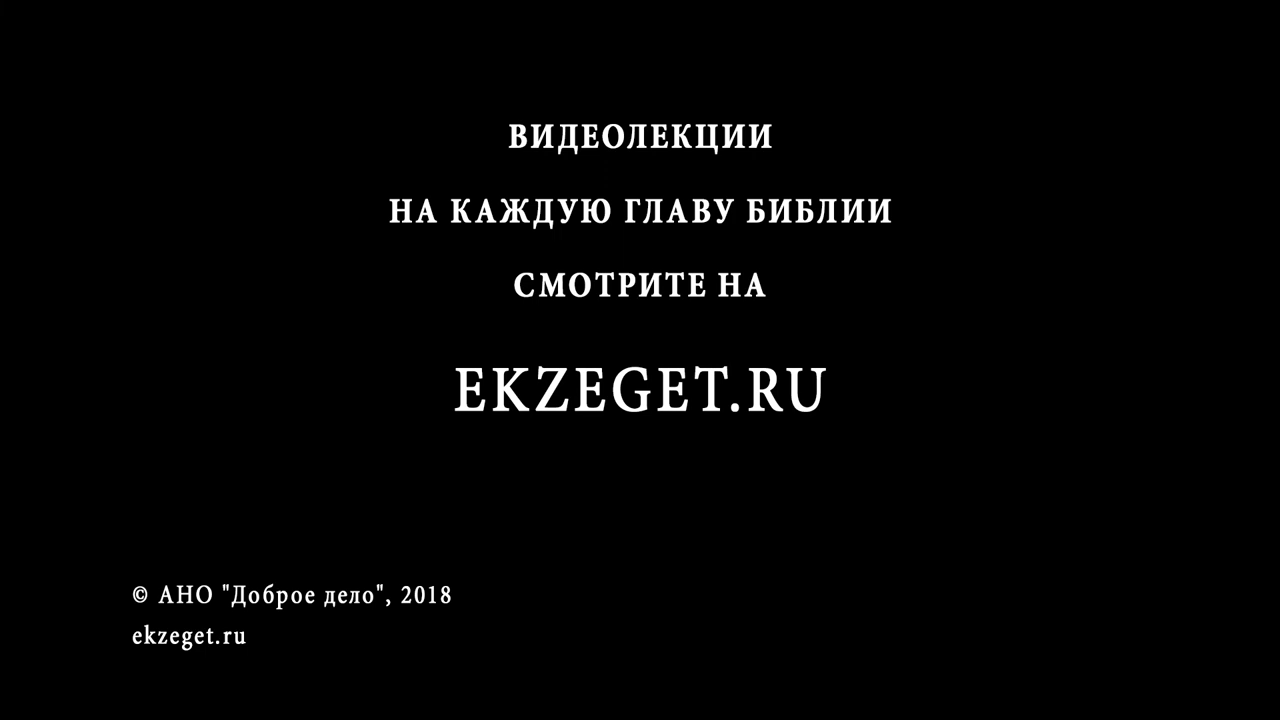 ВИДЕОЛЕКЦИИ
НА КАЖДУЮ ГЛАВУ БИБЛИИ
СМОТРИТЕ НА
EKZEGET.RU
© АНО "Доброе дело", 2018
ekzeget.ru